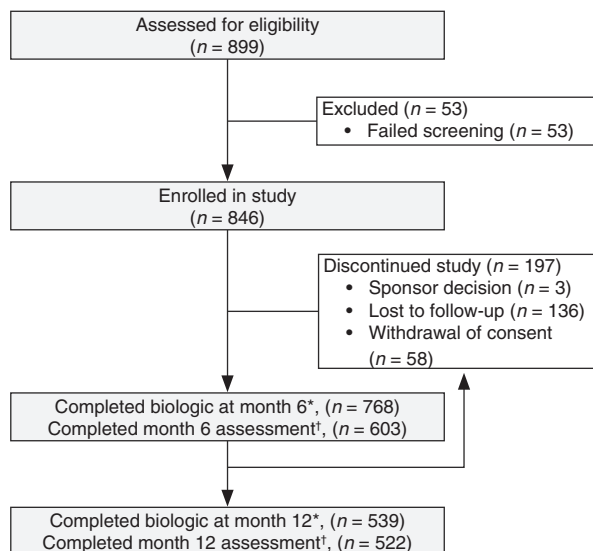 Assessed for eligibility
(n = 899)
Excluded (n = 53)
• Failed screening (n = 53)
Enrolled in study
(n = 846)
Discontinued study (n = 197)
• Sponsor decision (n = 3)
• Lost to follow-up (n = 136)
• Withdrawal of consent
(n = 58)
Completed biologic at month 6*, (n = 768)
Completed month 6 assessment†, (n = 603)
Completed biologic at month 12*, (n = 539)
Completed month 12 assessment†, (n = 522)